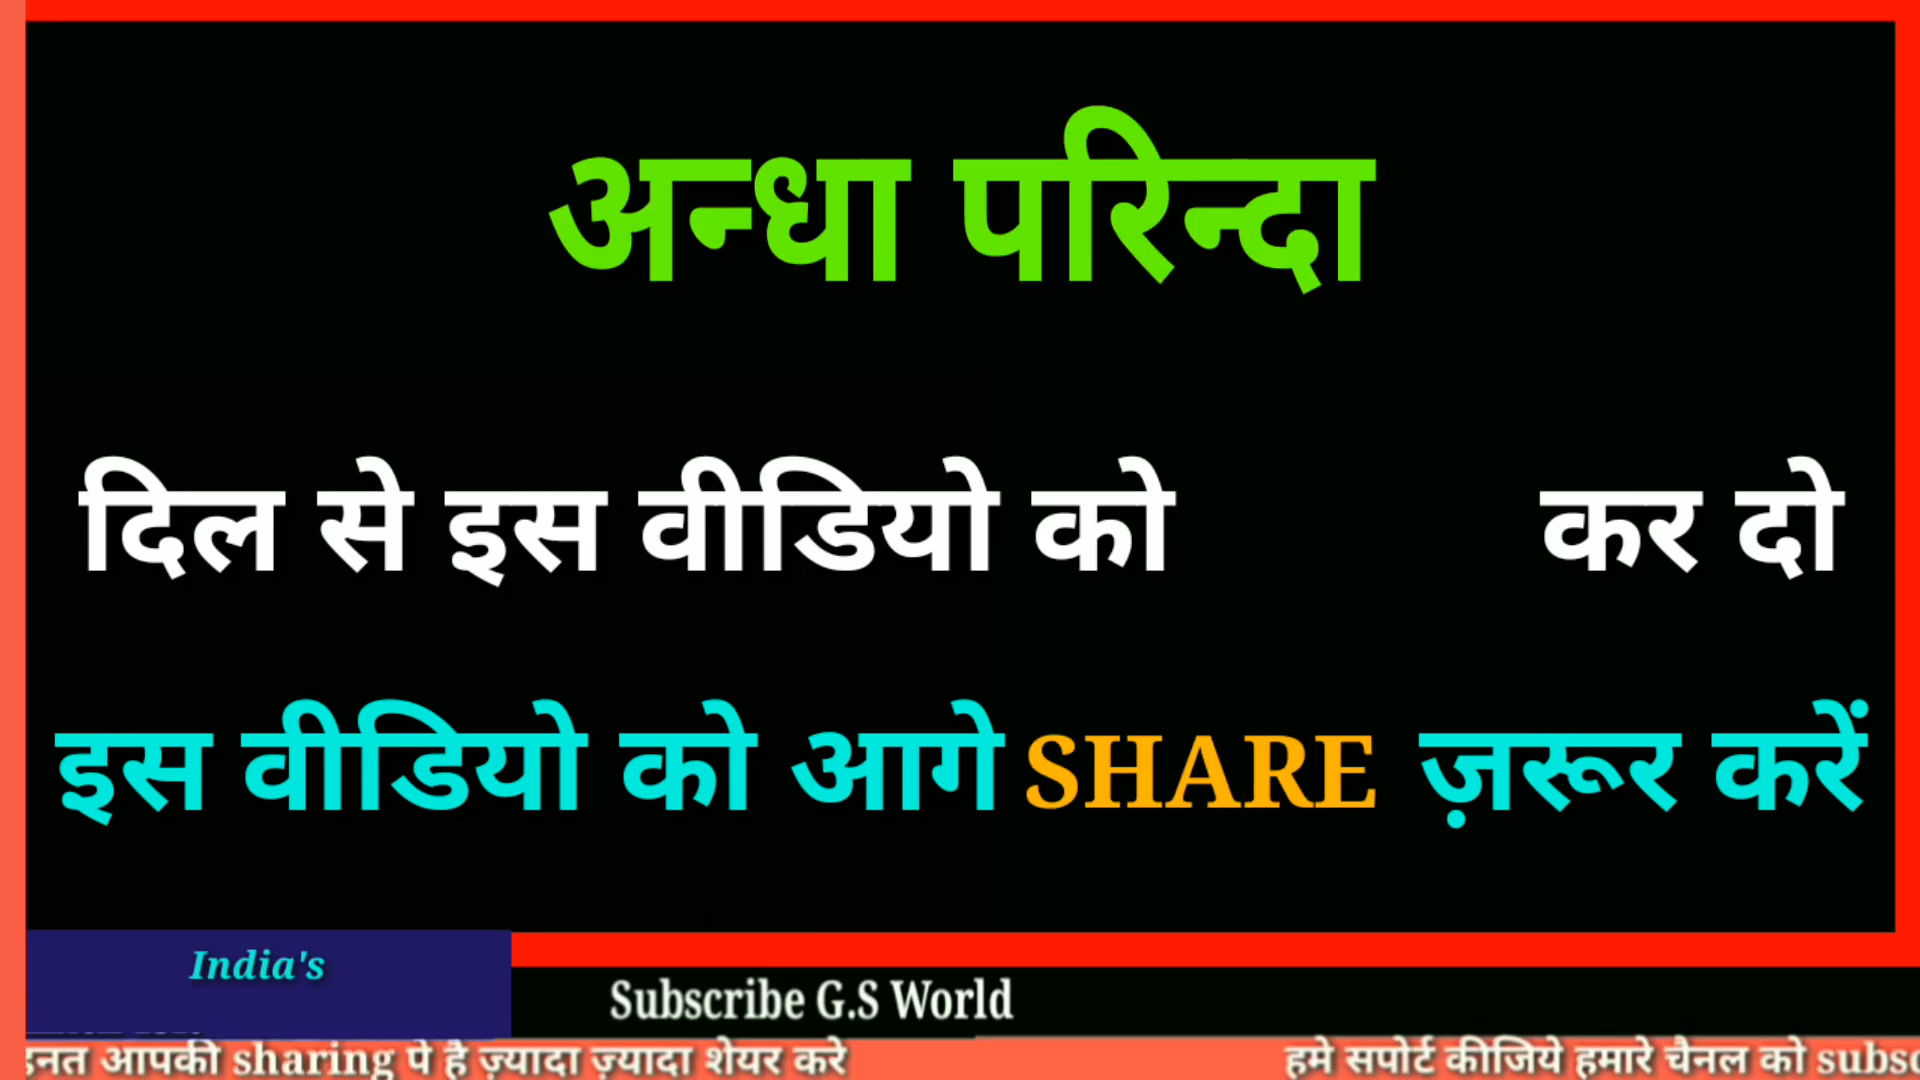 अन्धा परिन्दा
दिल से इस वीडियो को कर दो
इस वीडियो को आगे SHARE ज़रूर करें
India's
Subscribe G.S World
आपकी sharing पे है ज़्यादा ज़्यादा शेयर करे हमे सपोर्ट कीजिये हमारे चैनल को